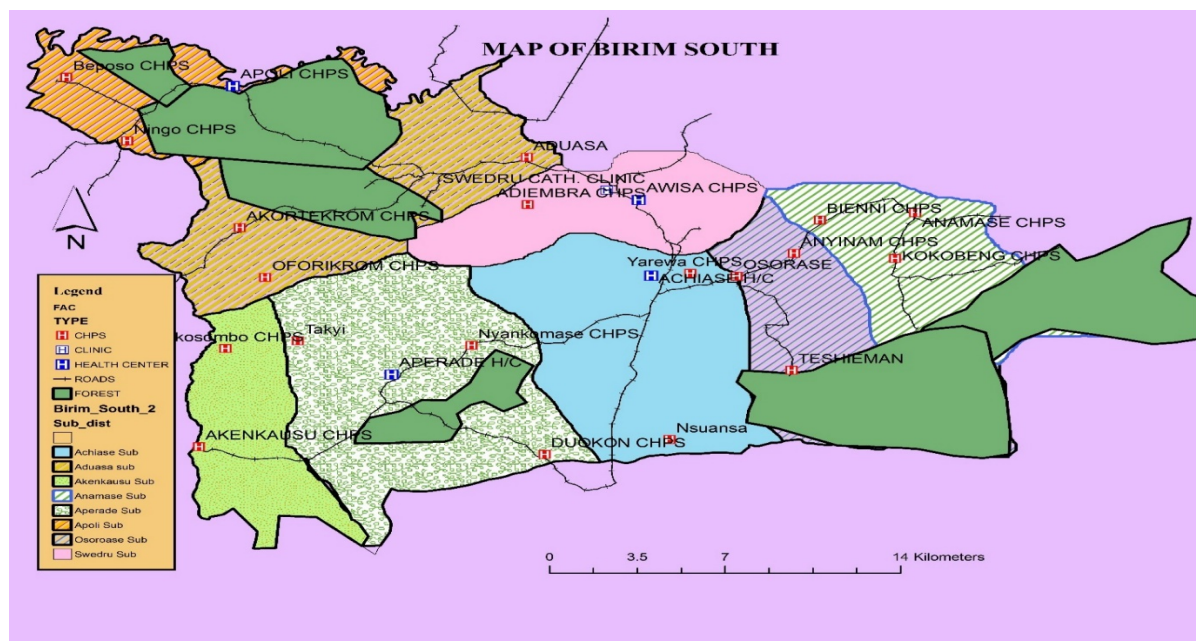 MAP OF BIRIM SOUTH
Beposo CHPS
APOLI CHPS
Ningo CHPS
ADUASA
SWEDRU CATH. CLINIC
ADIEMBRA CHPS
AWISA CHPS
N
AKORTEKROM CHPS
BIENNI CHPS
ANAMASE CHPS
ANYINAM CHPS
KOKOBENG CHPS
OFORIKROM CHPS
Yarewa CHPS
OSORASE
ACHIASE H/C
kosombo CHPS
Takyi
Nyankomase CHPS
APERADE H/C
TESHIEMAN
AKENKAUSU CHPS
DUOKON CHPS
Nsuansa
Legend
FAC
TYPE
H CHPS
H CLINIC
H HEALTH CENTER
ROADS
FOREST
Birim_South_2
Sub_dist
Achiase Sub
Aduasa sub
Akenkausu Sub
Anamase Sub
Aperade Sub
Apoli Sub
Osoroase Sub
Swedru Sub
0 3.5 7 14 Kilometers